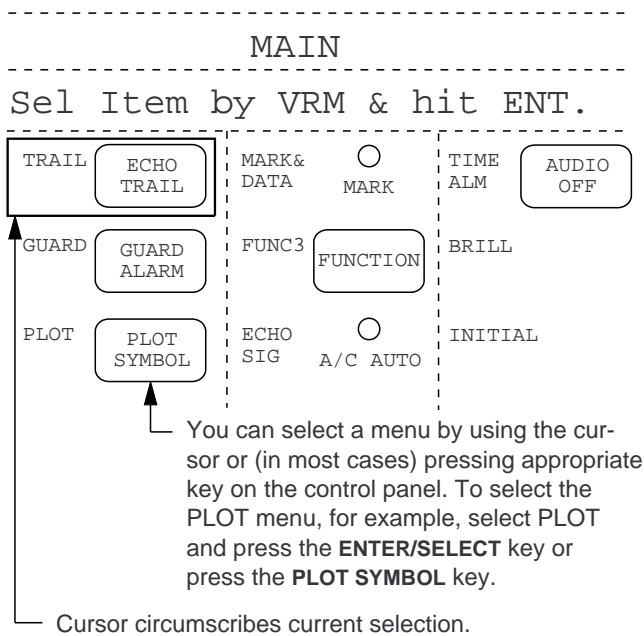 MAIN
Sel Item by VRM & hit ENT.
TRAIL ECHO TRAIL
MARK& DATA MARK
TIME ALM AUDIO OFF
GUARD GUARD ALARM
FUNC3 FUNCTION
BRILL
PLOT PLOT SYMBOL
ECHO SIG A/C AUTO
INITIAL
You can select a menu by using the cur-
sor or (in most cases) pressing appropriate
key on the control panel. To select the
PLOT menu, for example, select PLOT
and press the ENTER/SELECT key or
press the PLOT SYMBOL key.
Cursor circumscribes current selection.